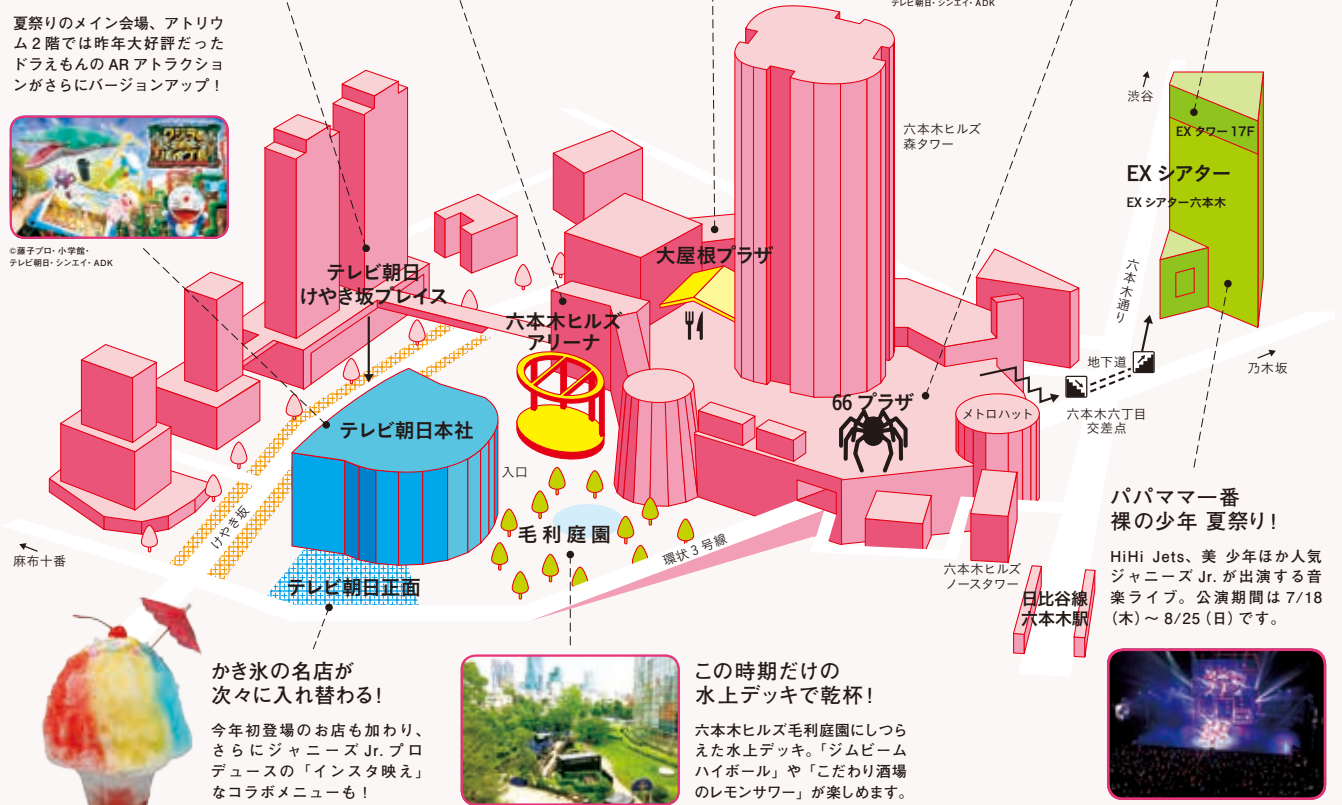 テレビ朝日・シンエイ・ADK
夏祭りのメイン会場、アトリウ
ム2階では昨年大好評だった
ドラえもんの AR アトラクショ
ンがさらにバージョンアップ！
©藤子プロ・小学館・
テレビ朝日・シンエイ・ADK
テレビ朝日
けやき坂プレイス
六本木ヒルズ
アリーナ
大屋根プラザ
六本木ヒルズ
森タワー
渋谷
EX タワー 17F
EX シアター
EX シアター六本木
六本木通り
乃木坂
地下道
六本木六丁目
交差点
66 プラザ
メトロハット
テレビ朝日本社
入口
毛利庭園
けやき坂
麻布十番
テレビ朝日正面
環状3号線
六本木ヒルズ
ノースタワー
日比谷線
六本木駅
かき氷の名店が
次々に入れ替わる！
今年初登場のお店も加わり、
さらにジャニーズ Jr. プロ
デュースの「インスタ映え」
なコラボメニューも！
この時期だけの
水上デッキで乾杯！
六本木ヒルズ毛利庭園にしつら
えた水上デッキ。「ジムビーム
ハイボール」や「こだわり酒場
のレモンサワー」が楽しめます。
パパママ一番
裸の少年 夏祭り！
HiHi Jets、美 少年ほか人気
ジャニーズ Jr. が出演する音
楽ライブ。公演期間は 7/18
（木）～ 8/25（日）です。